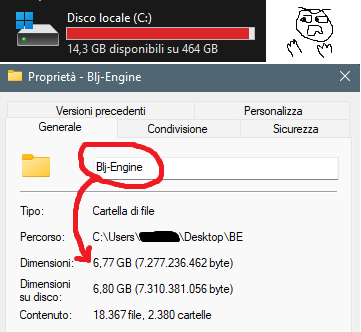 Disco locale (C:)
14,3 GB disponibili su 464 GB
Proprietà - Blj-Engine
Versioni precedenti Personalizza
Generale Condivisione Sicurezza
Blj-Engine
Tipo: Cartella di file
Percorso: C:\Users\ \Desktop\BE
Dimensioni: 6,77 GB (7.277.236.462 byte)
Dimensioni su disco: 6,80 GB (7.310.381.056 byte)
Contenuto: 18.367 file, 2.380 cartelle